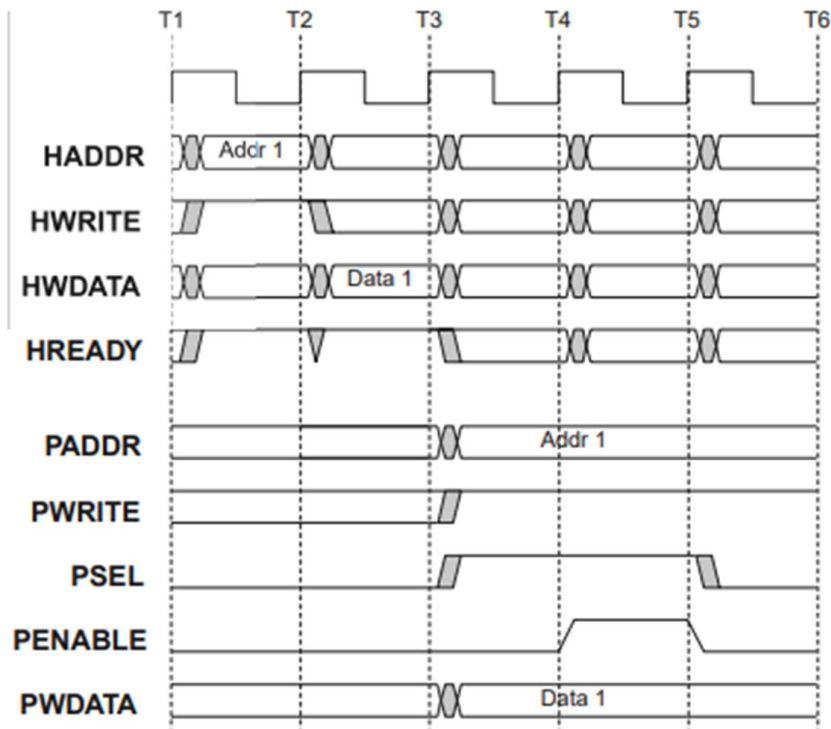 T1 T2 T3 T4 T5 T6
HADDR Addr 1
HWRITE
HWDATA Data 1
HREADY
PADDR Addr 1
PWRITE
PSEL
PENABLE
PWDATA Data 1